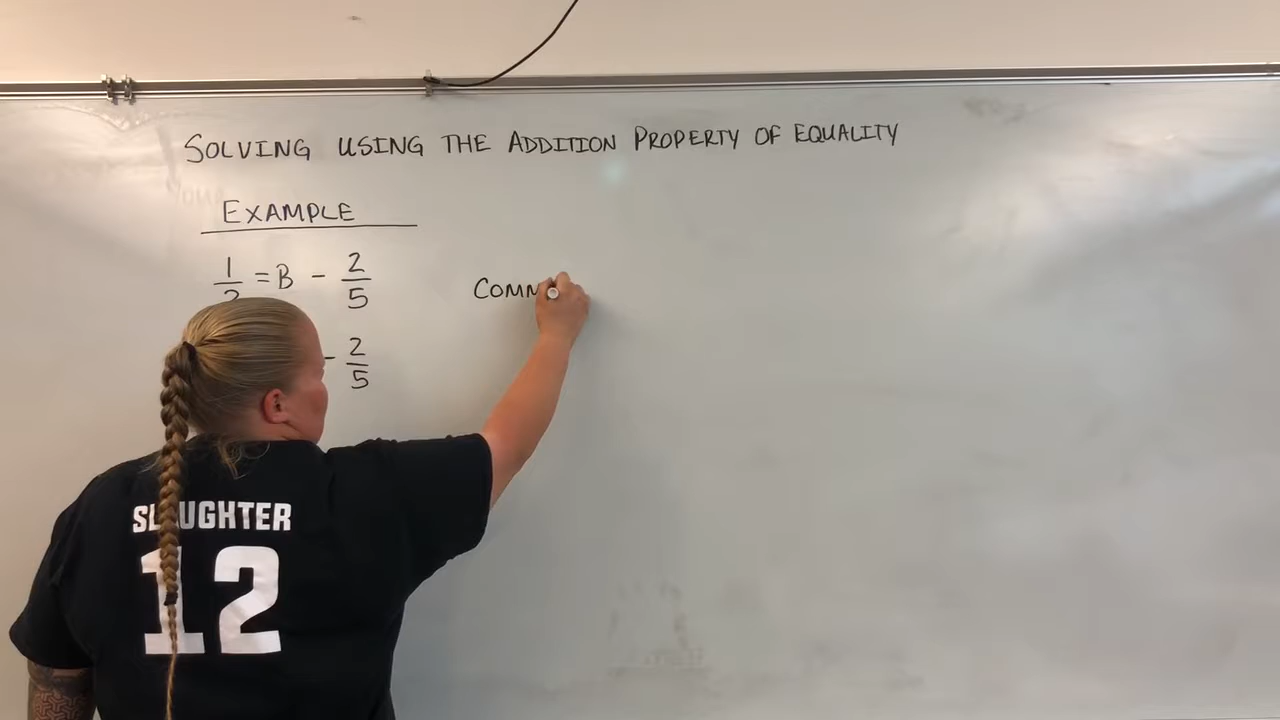 SOLVING USING THE ADDITION PROPERTY OF EQUALITY
EXAMPLE
1/2 = B - 2/5
- 2/5
COMM
SLAUGHTER
12